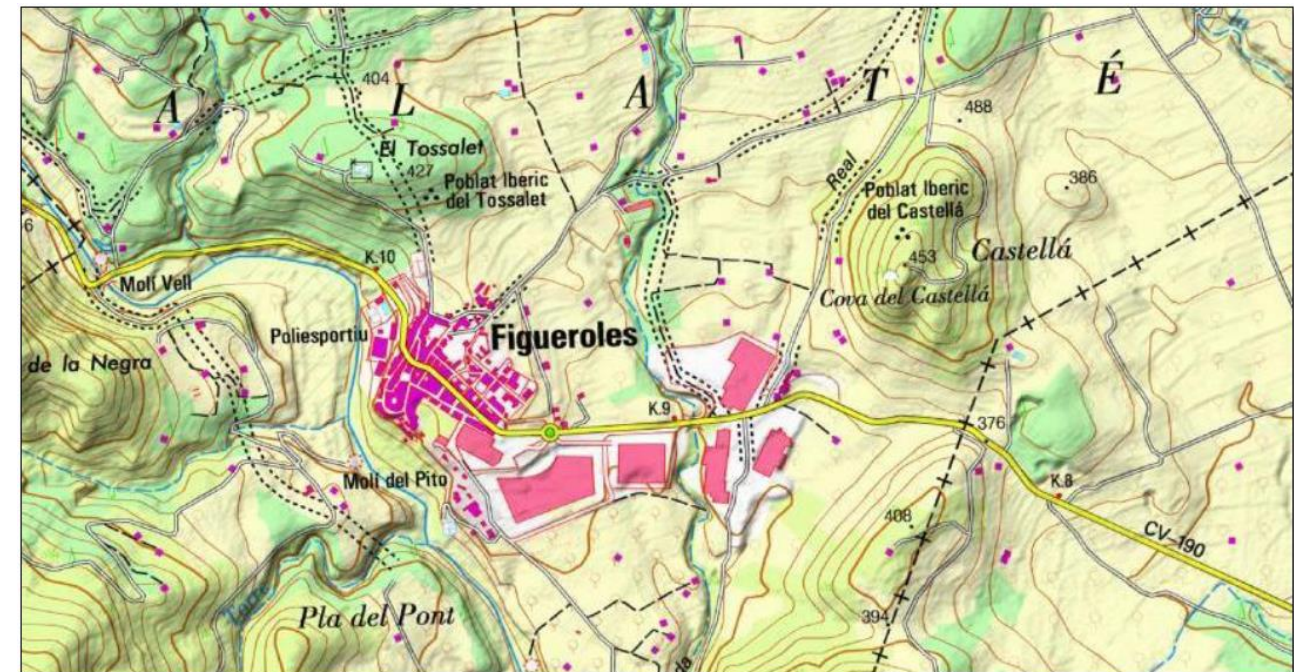 A L A T É
404
488
El Tossalet
427
Poblat Iberic
del Tossalet
Real
Poblat Iberic
del Castellá
386
453
Castellá
Cova del Castellá
6
K.10
Molí Vell
Poliesportiu
Figueroles
de la Negra
K.9
376
Molí del Pito
K.8
408
CV-190
Pla del Pont
394
da